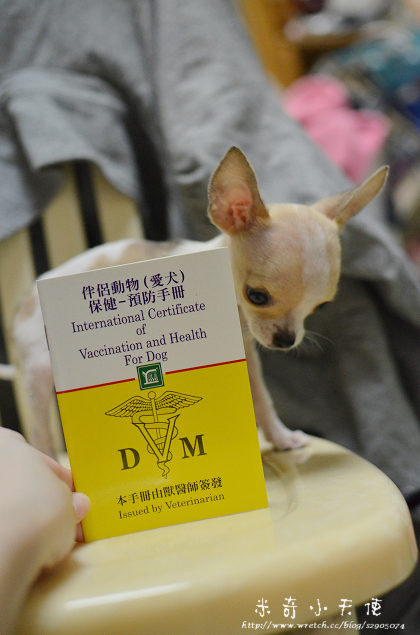 伴侶動物(愛犬)
保健-預防手冊
International Certificate
of
Vaccination and Health
For Dog
D M
本手冊由獸醫師簽發
Issued by Veterinarian
米奇小天使
http://www.wretch.cc/blog/s2905074